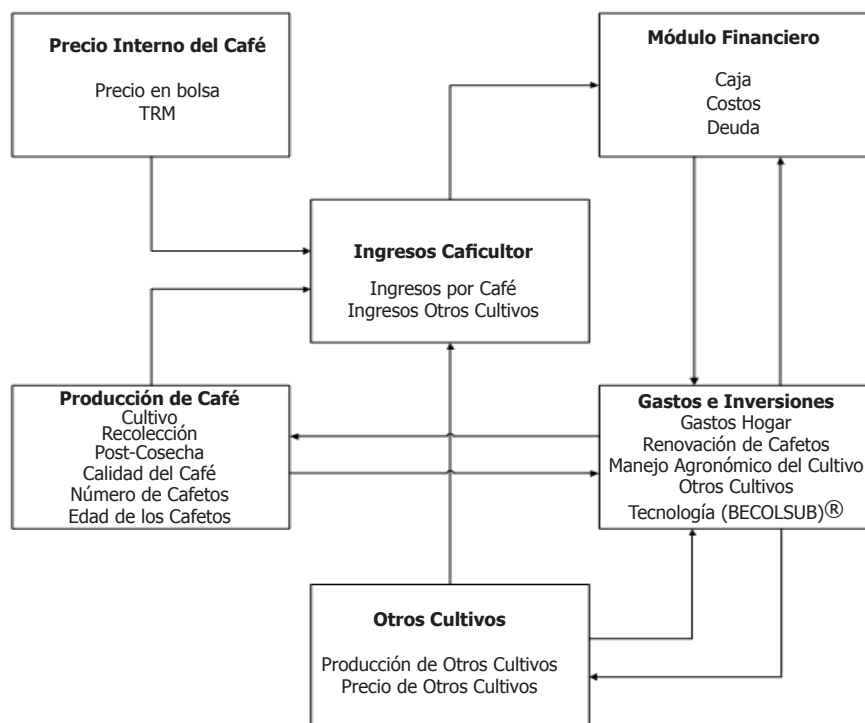 Precio Interno del Café
Precio en bolsa
TRM
Módulo Financiero
Caja
Costos
Deuda
Ingresos Caficultor
Ingresos por Café
Ingresos Otros Cultivos
Producción de Café
Cultivo
Recolección
Post-Cosecha
Calidad del Café
Número de Cafetos
Edad de los Cafetos
Gastos e Inversiones
Gastos Hogar
Renovación de Cafetos
Manejo Agronómico del Cultivo
Otros Cultivos
Tecnología (BECOLSUB)®
Otros Cultivos
Producción de Otros Cultivos
Precio de Otros Cultivos